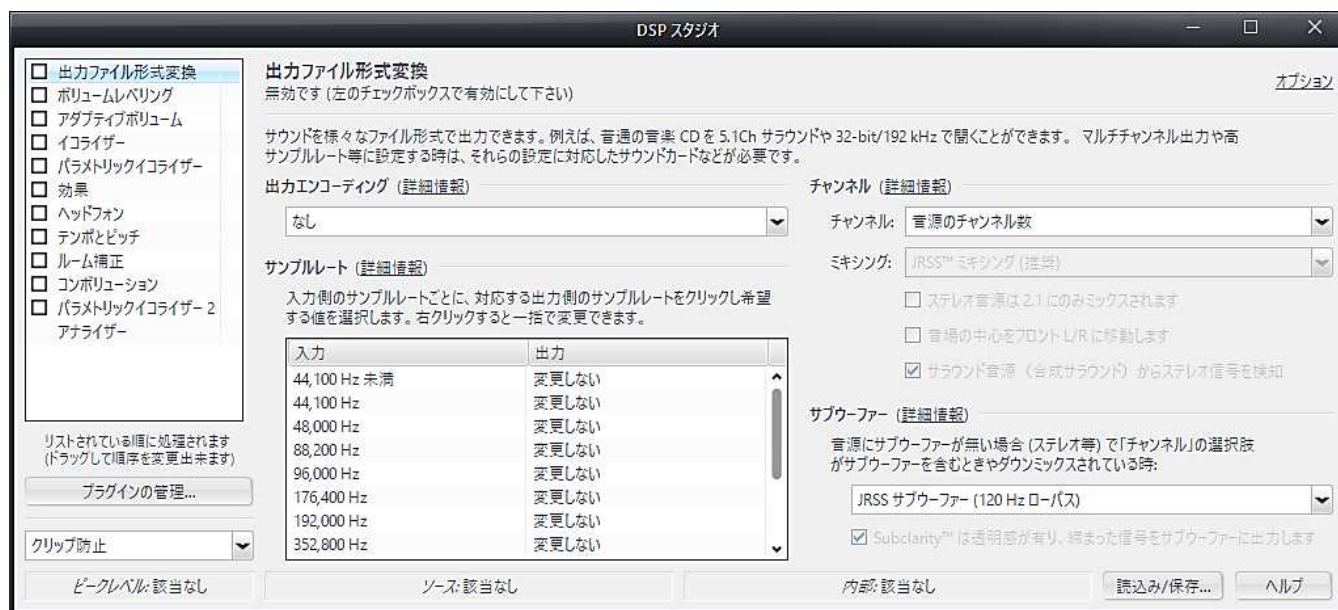 DSP スタジオ
出力ファイル形式変換
ボリュームレベリング
アダプティブボリューム
イコライザー
パラメトリックイコライザー
効果
ヘッドフォン
テンポとピッチ
ルーム補正
コンボリューション
パラメトリックイコライザー 2
アナライザー
リストされている順に処理されます
(ドラッグして順序を変更出来ます)
プラグインの管理...
クリップ防止
出力ファイル形式変換
無効です (左のチェックボックスで有効にして下さい)
オプション
サウンドを様々なファイル形式で出力できます。例えば、普通の音楽 CD を 5.1Ch サラウンドや 32-bit/192 kHz で聞くことができます。 マルチチャンネル出力や高
サンプルレート等に設定する時は、それらの設定に対応したサウンドカードなどが必要です。
出力エンコーディング (詳細情報)
なし
サンプルレート (詳細情報)
入力側のサンプルレートごとに、対応する出力側のサンプルレートをクリックし希望
する値を選択します。右クリックすると一括で変更できます。
入力 出力
44,100 Hz 未満 変更しない
44,100 Hz 変更しない
48,000 Hz 変更しない
88,200 Hz 変更しない
96,000 Hz 変更しない
176,400 Hz 変更しない
192,000 Hz 変更しない
352,800 Hz 変更しない
チャンネル (詳細情報)
チャンネル: 音源のチャンネル数
ミキシング: JRSS™ ミキシング (推奨)
ステレオ音源は 2.1 にのみミックスされます
音場の中心をフロント L/R に移動します
サラウンド音源 (合成サラウンド) からステレオ信号を検知
サブウーファー (詳細情報)
音源にサブウーファーが無い場合 (ステレオ等) で「チャンネル」の選択肢
がサブウーファーを含むときやダウンミックスされている時:
JRSS サブウーファー (120 Hz ローパス)
Subclarity™ は透明感が有り、締まった信号をサブウーファーに出力します
ピークレベル: 該当なし
ソース: 該当なし
内部: 該当なし
読込み/保存...
ヘルプ